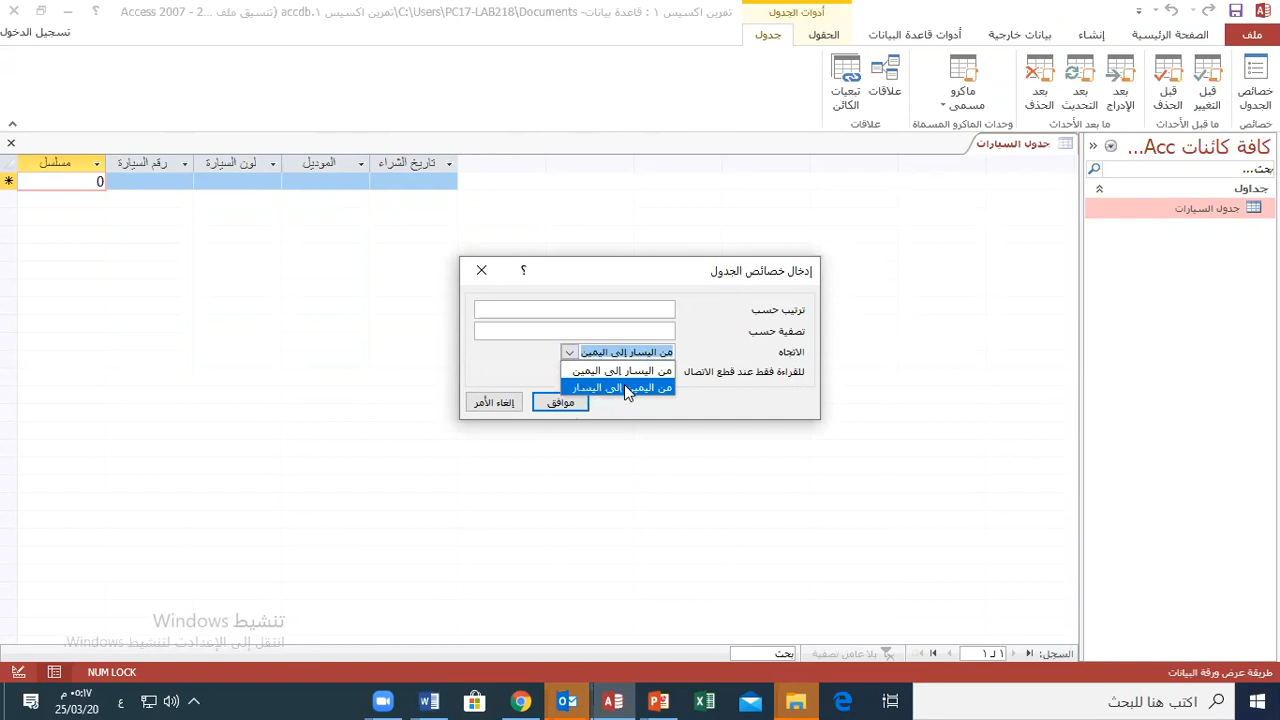 أدوات الجدول
تمرين اكسيس ١ : قاعدة بيانات- C:\Users\PC17-LAB218\Documents\تمرين اكسيس ١.accdb (تنسيق ملف Access 2007 - 2...
ملف
الصفحة الرئيسية
إنشاء
بيانات خارجية
أدوات قاعدة البيانات
الحقول
جدول
تسجيل الدخول
خصائص الجدول
قبل التغيير
قبل الحذف
بعد الإدراج
بعد التحديث
بعد الحذف
ماكرو مسمى
علاقات
تبعيات الكائن
خصائص
ما قبل الأحداث
ما بعد الأحداث
وحدات الماكرو المسماة
علاقات
كافة كائنات Acc...
بحث...
جداول
جدول السيارات
جدول السيارات
مسلسل
رقم السيارة
لون السيارة
الموديل
تاريخ الشراء
0
إدخال خصائص الجدول
ترتيب حسب
تصفية حسب
الاتجاه
من اليسار إلى اليمين
من اليسار إلى اليمين
للقراءة فقط عند قطع الاتصال
من اليمين إلى اليسار
موافق
إلغاء الأمر
تنشيط Windows
انتقل إلى الإعدادت لتنشيط Windows.
السجل:
١ لـ ١
بلا عامل تصفية
بحث
طريقة عرض ورقة البيانات
NUM LOCK
اكتب هنا للبحث
ع
٠٥:١٧ م
25/03/20